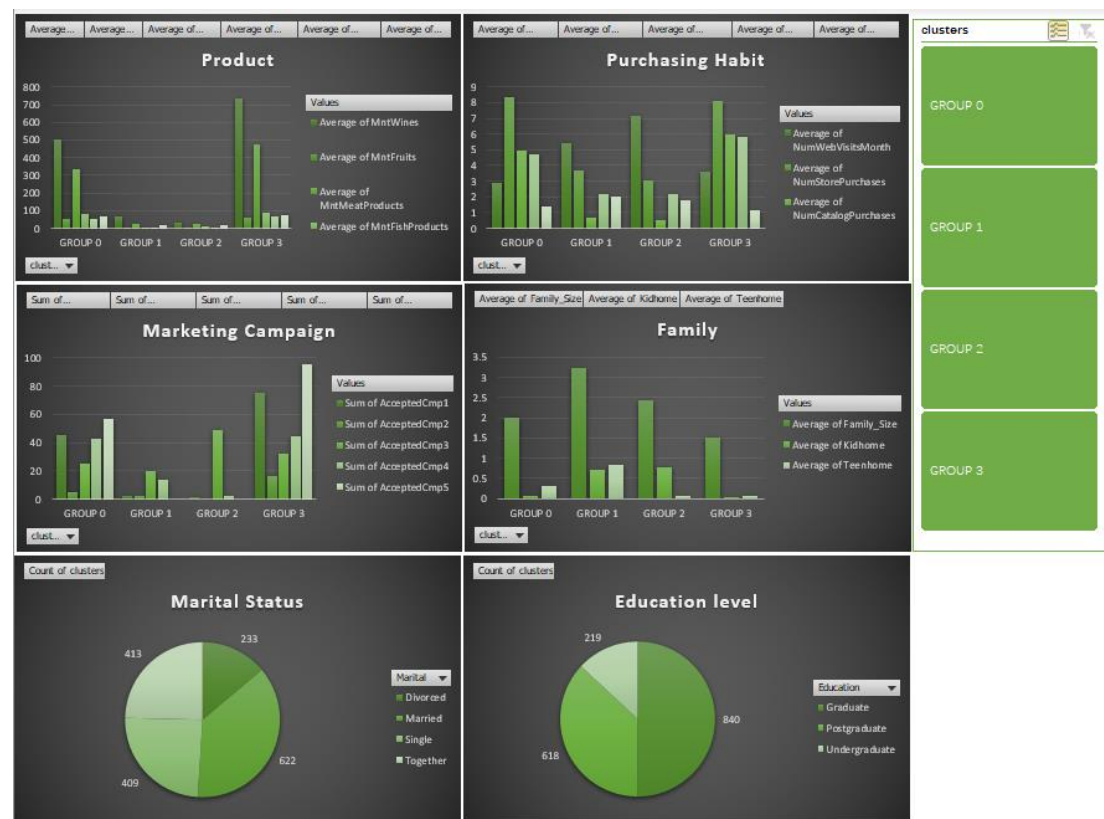 Average...
Average...
Average of...
Average of...
Average of...
Average of...
Product
800
700
600
500
400
300
200
100
0
GROUP 0
GROUP 1
GROUP 2
GROUP 3
Values
Average of MntWines
Average of MntFruits
Average of
MntMeatProducts
Average of MntFishProducts
clust...
Average of...
Average of...
Average of...
Average of...
Average of...
Purchasing Habit
9
8
7
6
5
4
3
2
1
0
GROUP 0
GROUP 1
GROUP 2
GROUP 3
Values
Average of
NumWebVisitsMonth
Average of
NumStorePurchases
Average of
NumCatalogPurchases
clust...
clusters
GROUP 0
GROUP 1
GROUP 2
GROUP 3
Sum of...
Sum of...
Sum of...
Sum of...
Sum of...
Marketing Campaign
100
80
60
40
20
0
GROUP 0
GROUP 1
GROUP 2
GROUP 3
Values
Sum of AcceptedCmp1
Sum of AcceptedCmp2
Sum of AcceptedCmp3
Sum of AcceptedCmp4
Sum of AcceptedCmp5
clust...
Average of Family_Size
Average of Kidhome
Average of Teenhome
Family
3.5
3
2.5
2
1.5
1
0.5
0
GROUP 0
GROUP 1
GROUP 2
GROUP 3
Values
Average of Family_Size
Average of Kidhome
Average of Teenhome
clust...
Count of clusters
Marital Status
233
413
622
409
Marital
Divorced
Married
Single
Together
Count of clusters
Education level
219
840
618
Education
Graduate
Postgraduate
Undergraduate